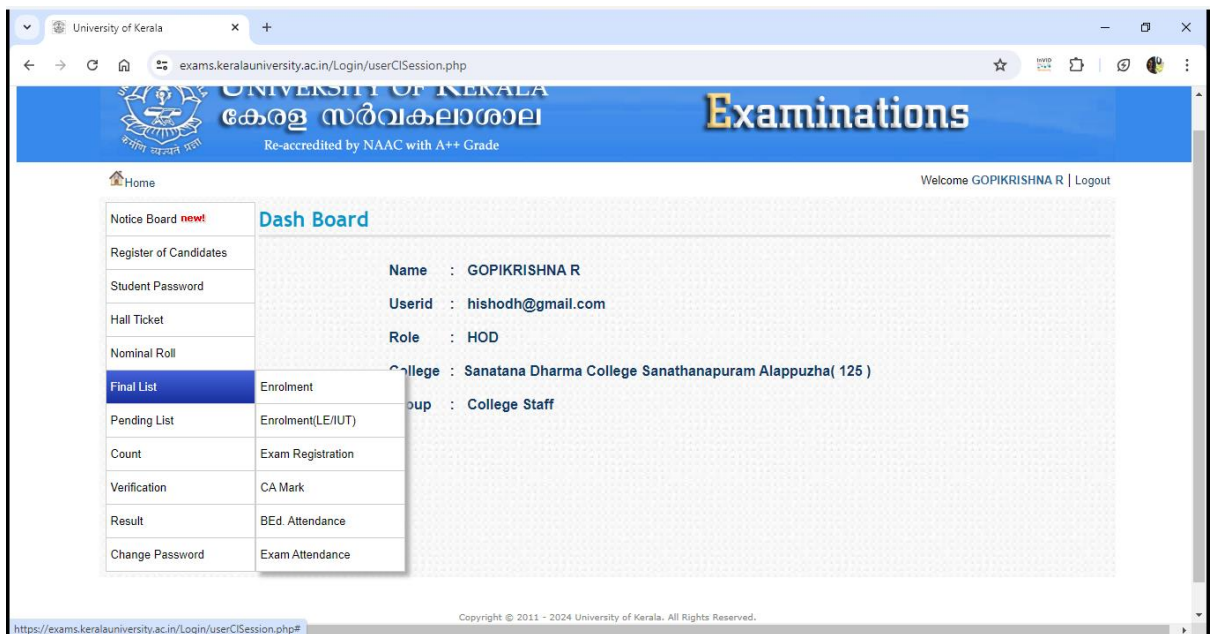 University of Kerala
exams.keralauniversity.ac.in/Login/userClSession.php
UNIVERSITY OF KERALA
കേരള സർവകലാശാല
Re-accredited by NAAC with A++ Grade
Examinations
Home
Welcome GOPIKRISHNA R | Logout
Notice Board new!
Register of Candidates
Student Password
Hall Ticket
Nominal Roll
Final List
Pending List
Count
Verification
Result
Change Password
Dash Board
Name : GOPIKRISHNA R
Userid : hishodh@gmail.com
Role : HOD
College : Sanatana Dharma College Sanathanapuram Alappuzha( 125 )
oup : College Staff
Enrolment
Enrolment(LE/IUT)
Exam Registration
CA Mark
BEd. Attendance
Exam Attendance
Copyright © 2011 - 2024 University of Kerala. All Rights Reserved.
https://exams.keralauniversity.ac.in/Login/userClSession.php#